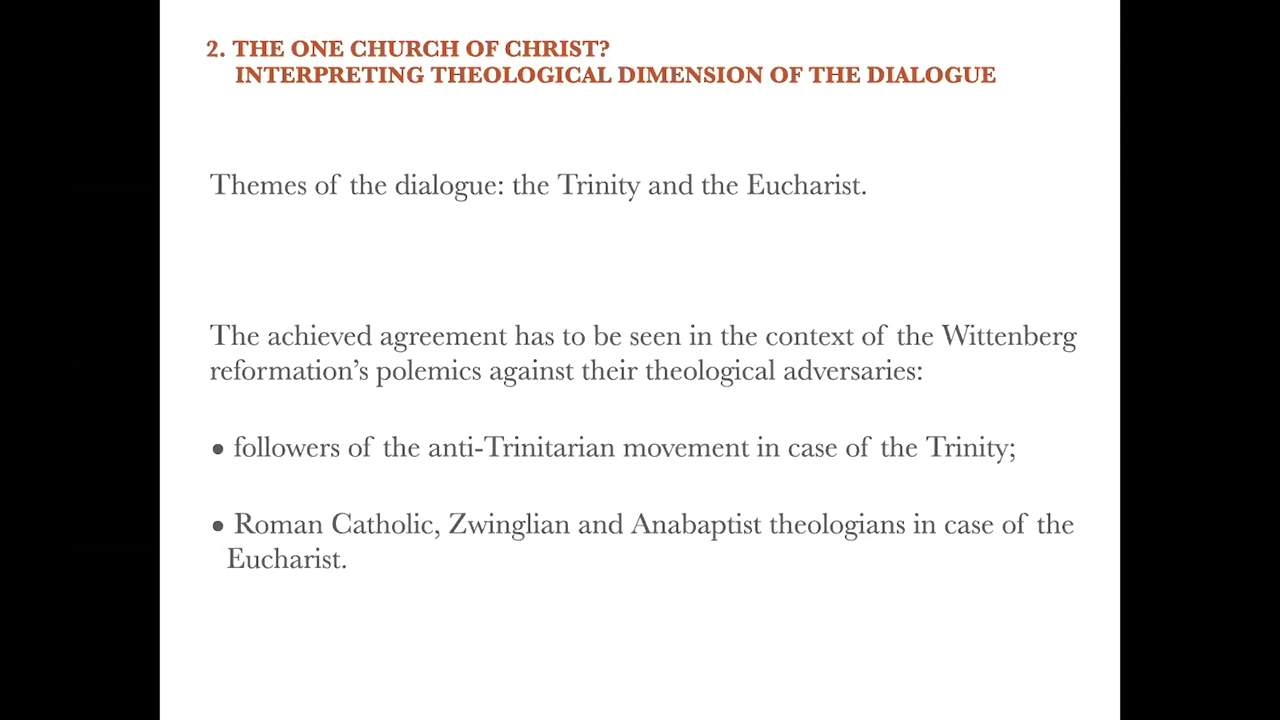 2. THE ONE CHURCH OF CHRIST?
INTERPRETING THEOLOGICAL DIMENSION OF THE DIALOGUE
Themes of the dialogue: the Trinity and the Eucharist.
The achieved agreement has to be seen in the context of the Wittenberg
reformation’s polemics against their theological adversaries:
• followers of the anti-Trinitarian movement in case of the Trinity;
• Roman Catholic, Zwinglian and Anabaptist theologians in case of the
Eucharist.